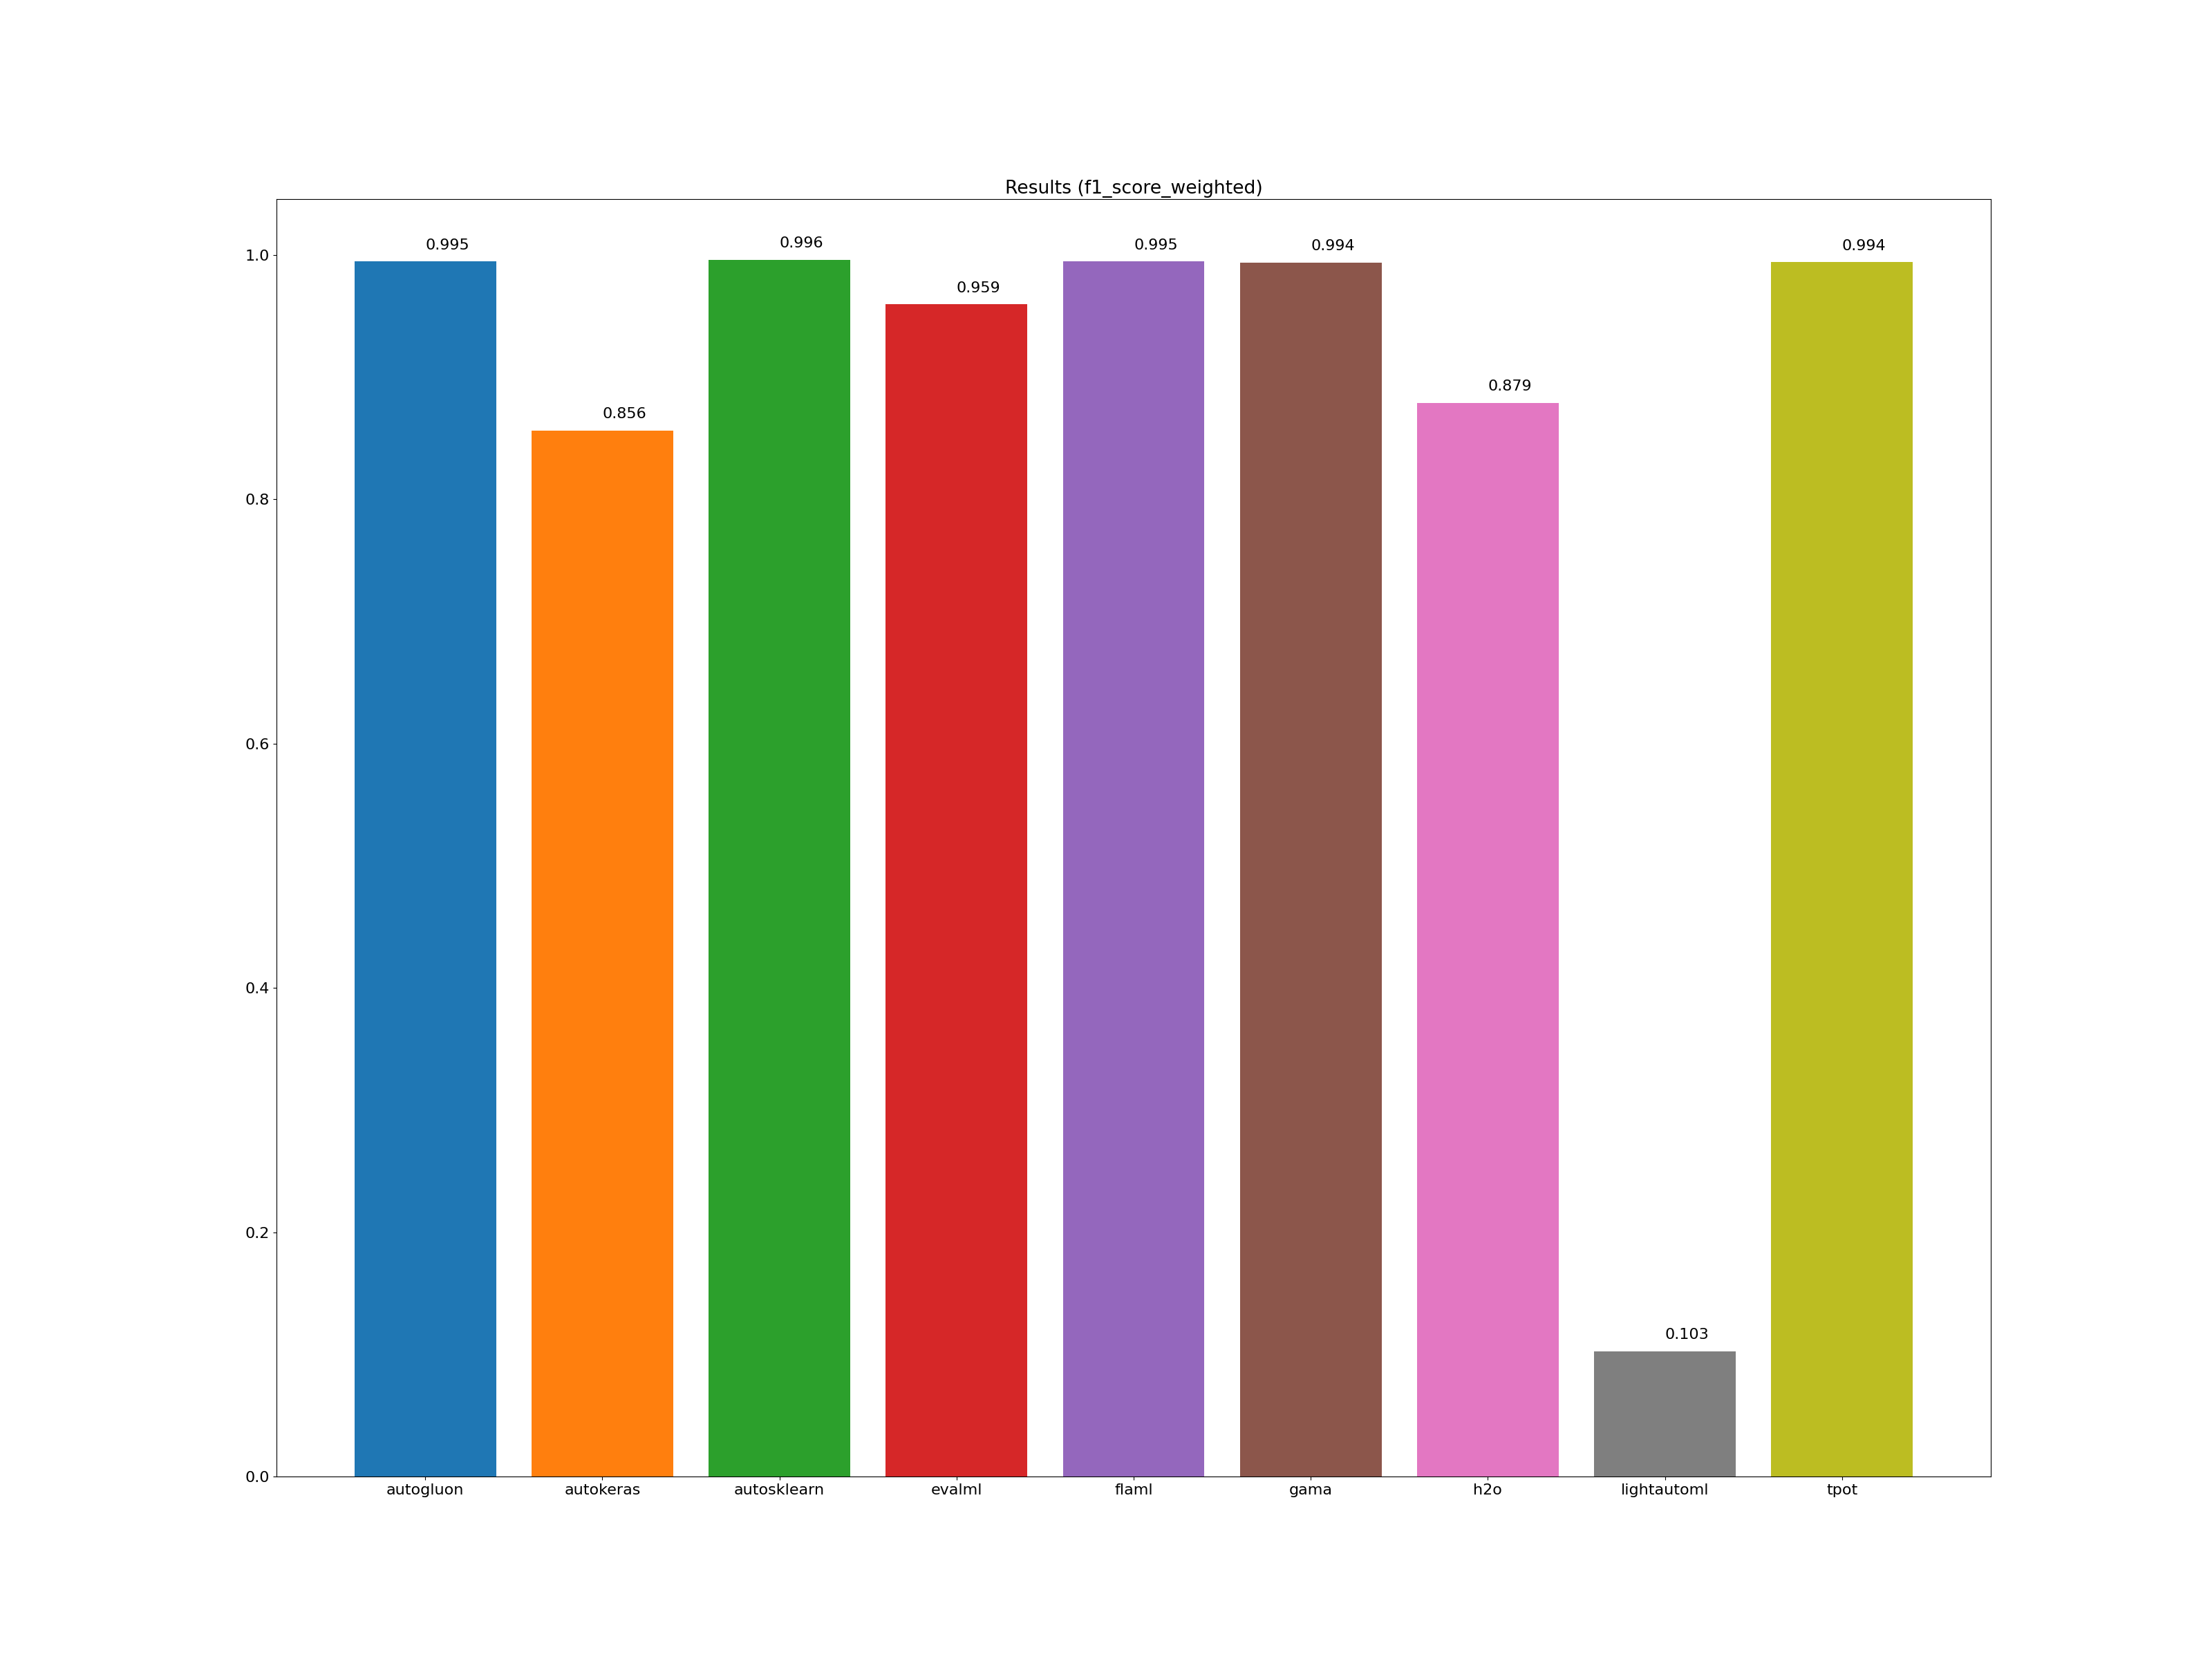 Results (f1_score_weighted)
1.0
0.8
0.6
0.4
0.2
0.0
0.995
0.856
0.996
0.959
0.995
0.994
0.879
0.103
0.994
autogluon
autokeras
autosklearn
evalml
flaml
gama
h2o
lightautoml
tpot